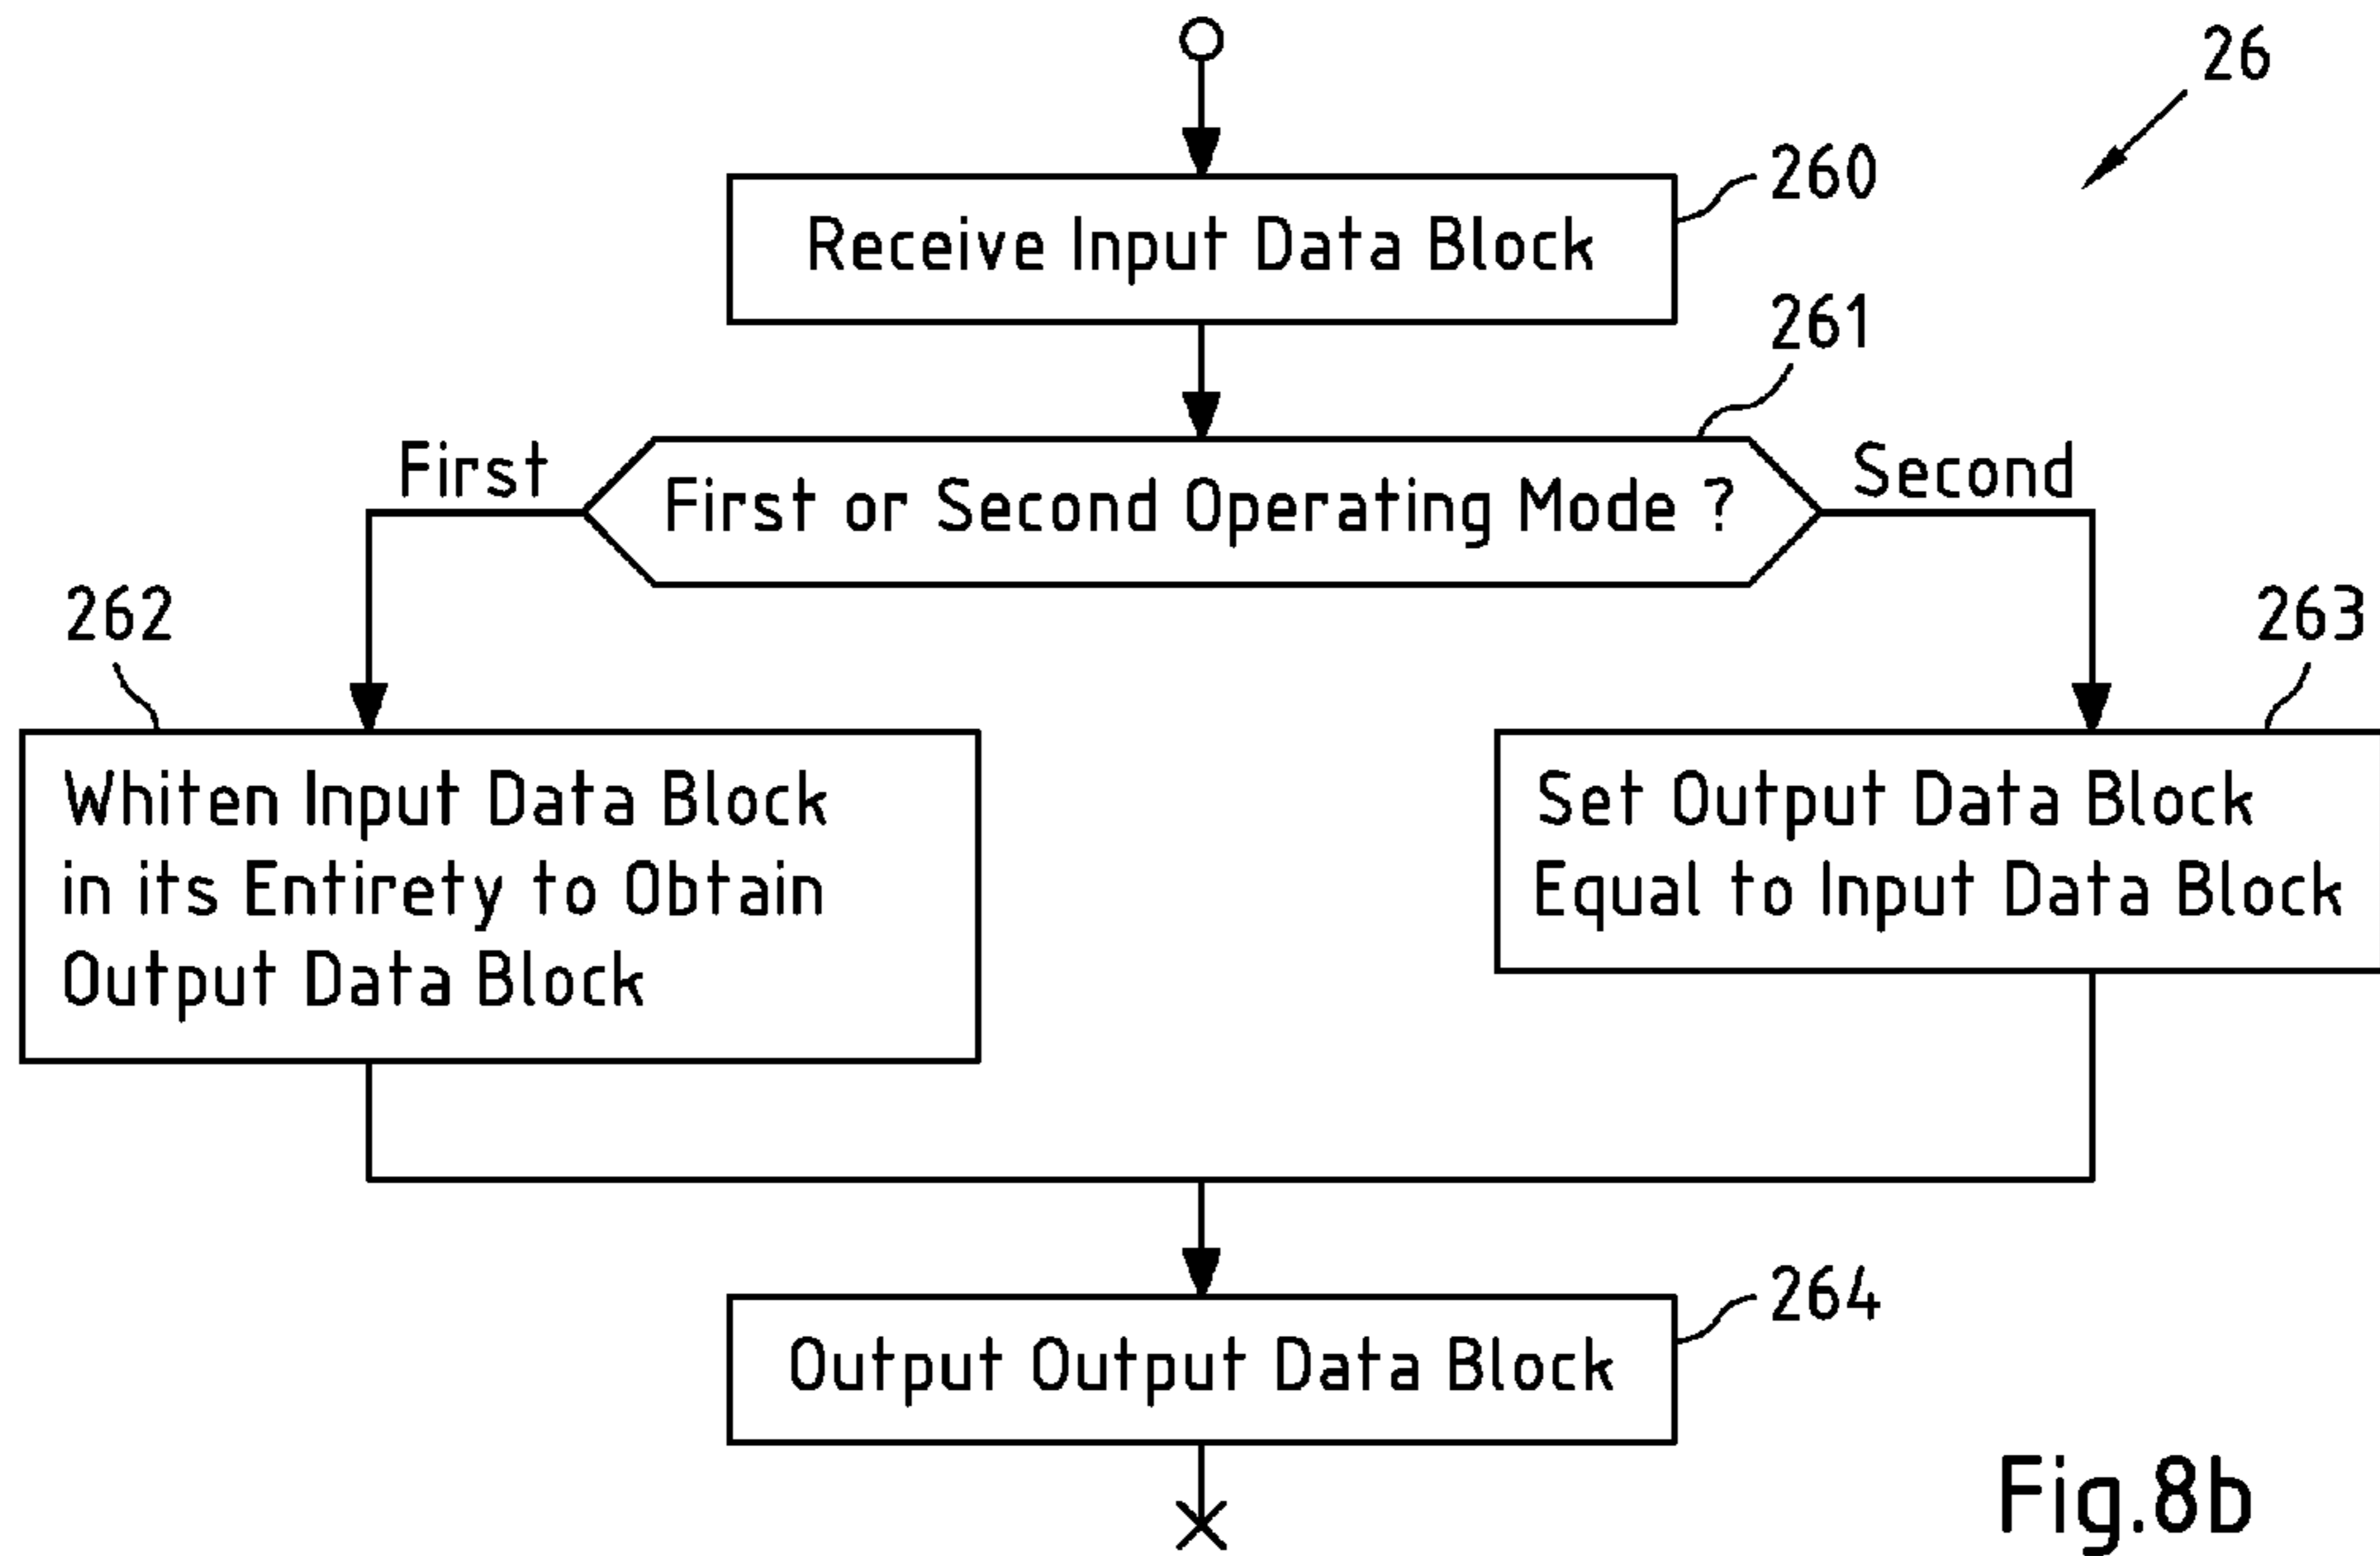 26
260
Receive Input Data Block
261
First
First or Second Operating Mode ?
Second
262
263
Whiten Input Data Block
in its Entirety to Obtain
Output Data Block
Set Output Data Block
Equal to Input Data Block
264
Output Output Data Block
Fig.8b